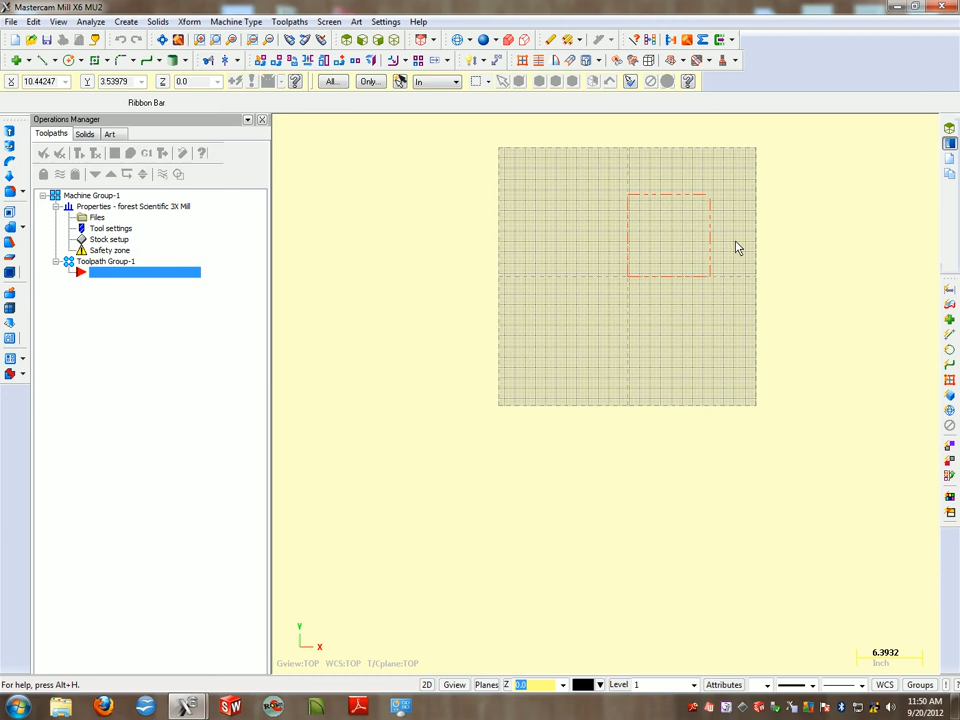 Mastercam Mill X6 MU2
File Edit View Analyze Create Solids Xform Machine Type Toolpaths Screen Art Settings Help
X 10.44247 Y 3.53979 Z 0.0 All... Only... In
Ribbon Bar
Operations Manager
Toolpaths Solids Art
G1
Machine Group-1
Properties - forest Scientific 3X Mill
Files
Tool settings
Stock setup
Safety zone
Toolpath Group-1
Y
X
Gview:TOP WCS:TOP T/Cplane:TOP
6.3932
Inch
For help, press Alt+H.
2D Gview Planes Z 0.0 Level 1 Attributes WCS Groups ?
11:50 AM
9/20/2012